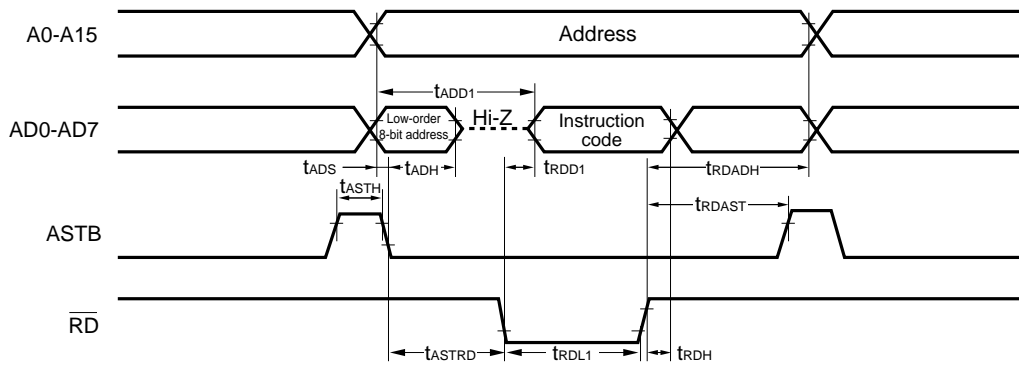 A0-A15
Address
tADD1
AD0-AD7
Low-order
8-bit address
Hi-Z
Instruction
code
tADS
tADH
tRDD1
tRDADH
tASTH
tRDAST
ASTB
RD
tASTRD
tRDL1
tRDH